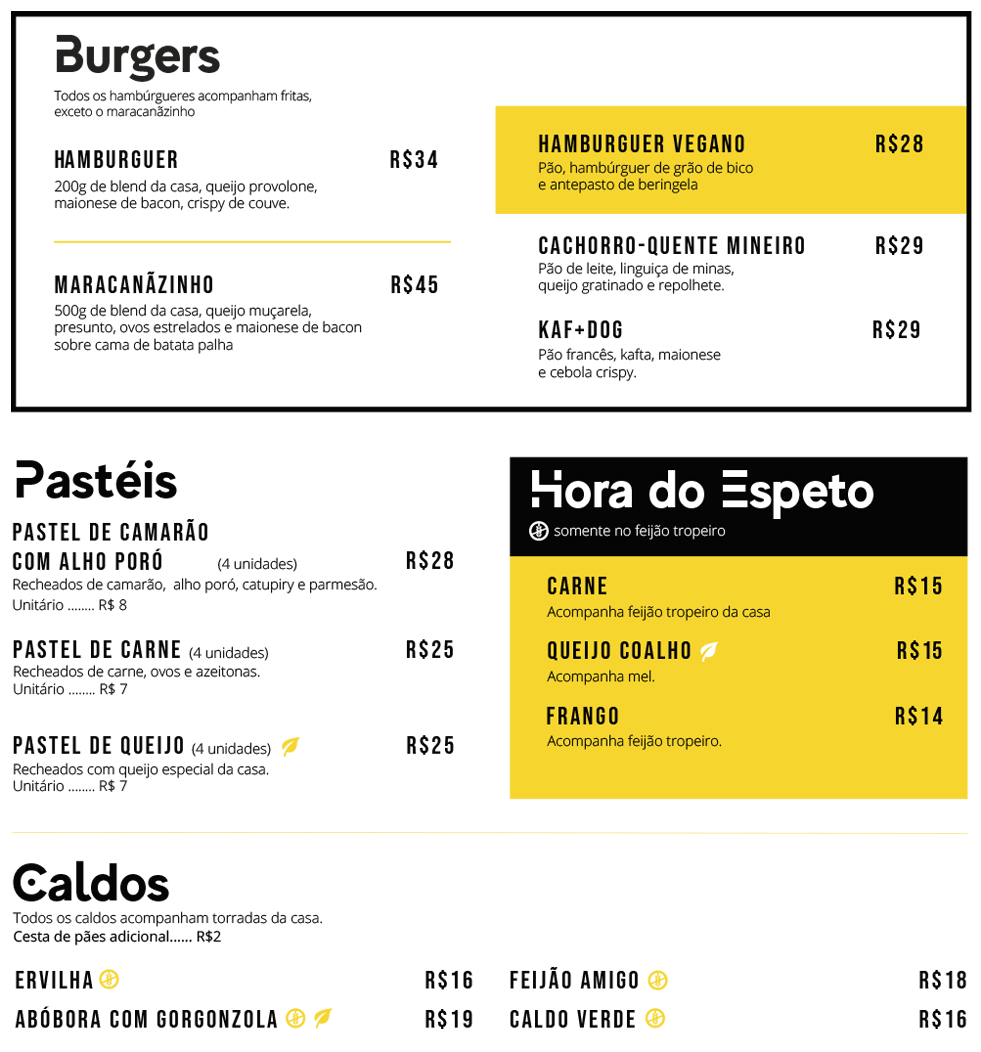 Burgers
Todos os hambúrgueres acompanham fritas,
exceto o maracanãzinho
HAMBURGUER R$34
200g de blend da casa, queijo provolone,
maionese de bacon, crispy de couve.
MARACANÃZINHO R$45
500g de blend da casa, queijo muçarela,
presunto, ovos estrelados e maionese de bacon
sobre cama de batata palha
HAMBURGUER VEGANO R$28
Pão, hambúrguer de grão de bico
e antepasto de beringela
CACHORRO-QUENTE MINEIRO R$29
Pão de leite, linguiça de minas,
queijo gratinado e repolhete.
KAF+DOG R$29
Pão francês, kafta, maionese
e cebola crispy.
Pastéis
PASTEL DE CAMARÃO
COM ALHO PORÓ (4 unidades) R$28
Recheados de camarão, alho poró, catupiry e parmesão.
Unitário ........ R$ 8
PASTEL DE CARNE (4 unidades) R$25
Recheados de carne, ovos e azeitonas.
Unitário ........ R$ 7
PASTEL DE QUEIJO (4 unidades) R$25
Recheados com queijo especial da casa.
Unitário ........ R$ 7
Hora do Espeto
somente no feijão tropeiro
CARNE R$15
Acompanha feijão tropeiro da casa
QUEIJO COALHO R$15
Acompanha mel.
FRANGO R$14
Acompanha feijão tropeiro.
Caldos
Todos os caldos acompanham torradas da casa.
Cesta de pães adicional...... R$2
ERVILHA R$16
ABÓBORA COM GORGONZOLA R$19
FEIJÃO AMIGO R$18
CALDO VERDE R$16